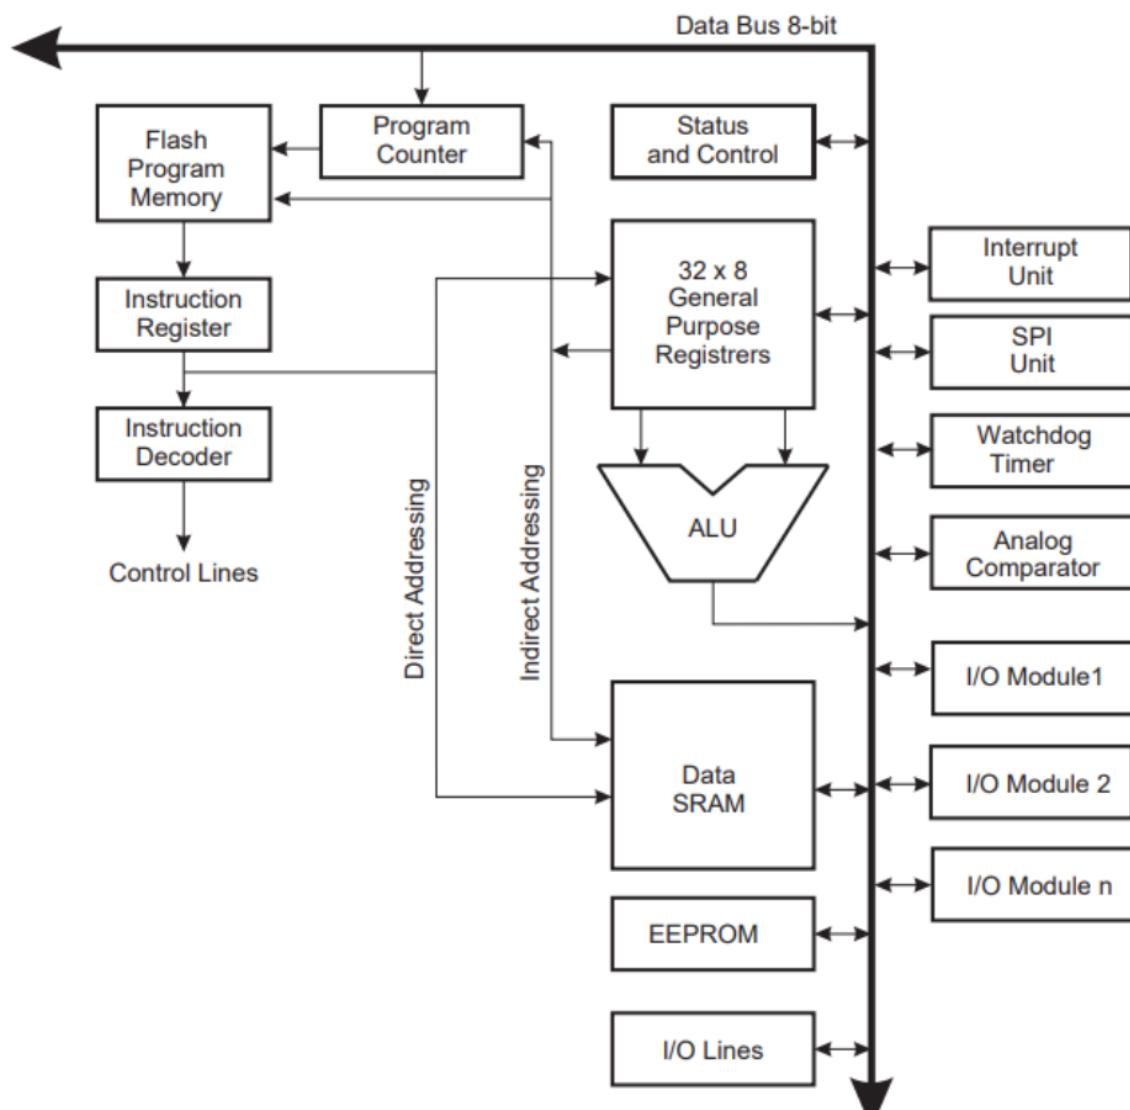 Data Bus 8-bit
Flash
Program
Memory
Program
Counter
Status
and Control
32 x 8
General
Purpose
Registrers
Interrupt
Unit
Instruction
Register
SPI
Unit
Instruction
Decoder
Watchdog
Timer
Direct Addressing
Indirect Addressing
ALU
Analog
Comparator
Control Lines
I/O Module1
Data
SRAM
I/O Module 2
I/O Module n
EEPROM
I/O Lines